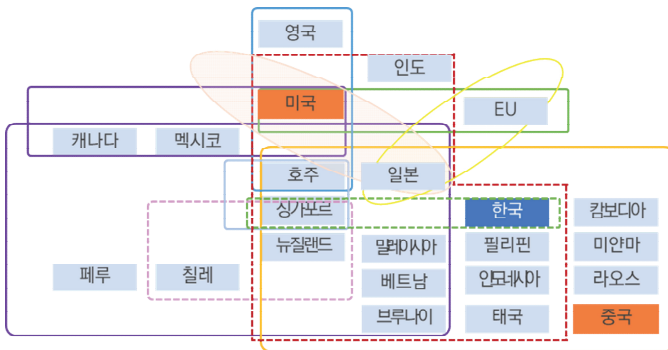 영국
인도
미국
EU
캐나다
멕시코
호주
일본
싱가포르
한국
캄보디아
뉴질랜드
말레이시아
필리핀
미얀마
페루
칠레
베트남
인도네시아
라오스
브루나이
태국
중국